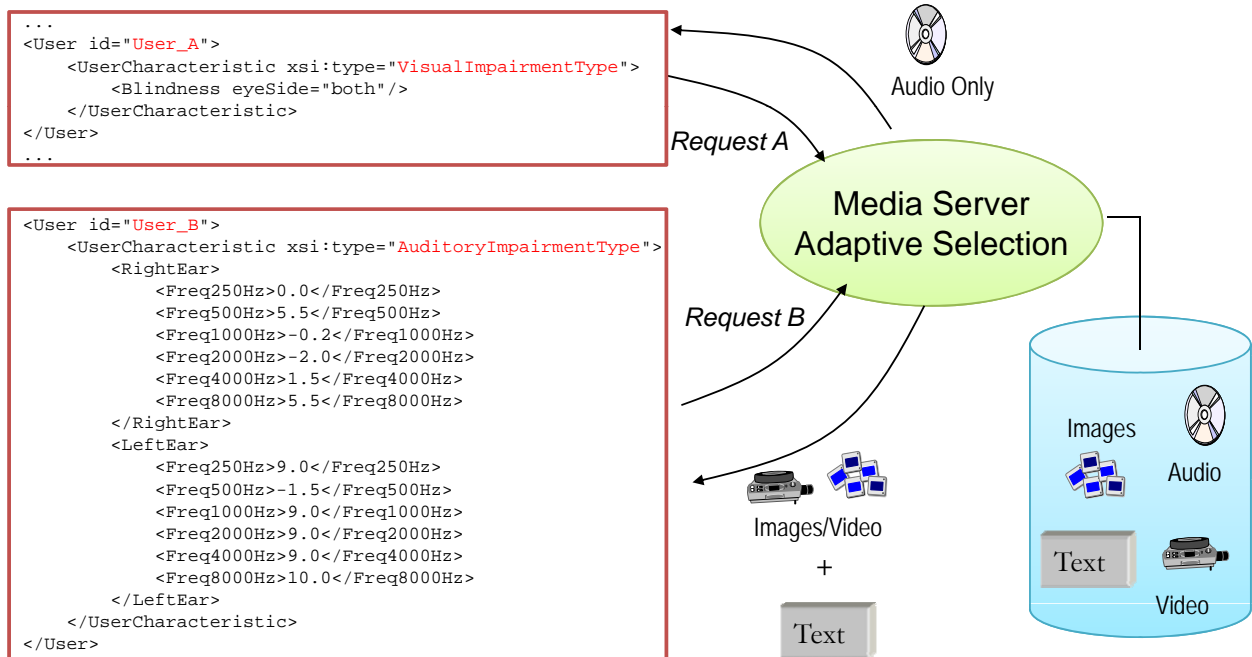 ...
<User id="User_A">
    <UserCharacteristic xsi:type="VisualImpairmentType">
        <Blindness eyeSide="both"/>
    </UserCharacteristic>
</User>
...
Audio Only
Request A
Media Server
Adaptive Selection
<User id="User_B">
    <UserCharacteristic xsi:type="AuditoryImpairmentType">
        <RightEar>
            <Freq250Hz>0.0</Freq250Hz>
            <Freq500Hz>5.5</Freq500Hz>
            <Freq1000Hz>-0.2</Freq1000Hz>
            <Freq2000Hz>-2.0</Freq2000Hz>
            <Freq4000Hz>1.5</Freq4000Hz>
            <Freq8000Hz>5.5</Freq8000Hz>
        </RightEar>
        <LeftEar>
            <Freq250Hz>9.0</Freq250Hz>
            <Freq500Hz>-1.5</Freq500Hz>
            <Freq1000Hz>9.0</Freq1000Hz>
            <Freq2000Hz>9.0</Freq2000Hz>
            <Freq4000Hz>9.0</Freq4000Hz>
            <Freq8000Hz>10.0</Freq8000Hz>
        </LeftEar>
    </UserCharacteristic>
</User>
Request B
Images/Video
+
Text
Images
Audio
Text
Video